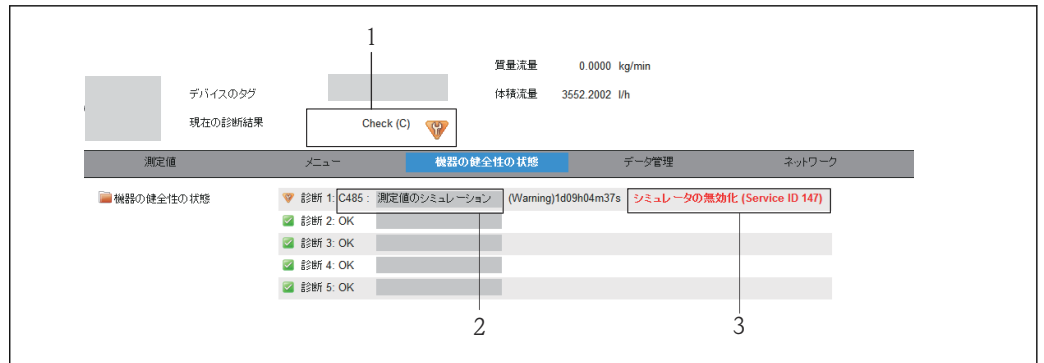 1
質量流量 0.0000 kg/min
デバイスのタグ 体積流量 3552.2002 l/h
現在の診断結果 Check (C)
測定値 メニュー 機器の健全性の状態 データ管理 ネットワーク
機器の健全性の状態 診断 1: C485 : 測定値のシミュレーション (Warning)1d09h04m37s シミュレータの無効化 (Service ID 147)
診断 2: OK
診断 3: OK
診断 4: OK
診断 5: OK
2 3